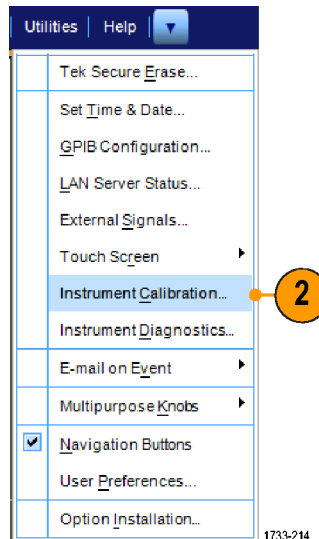 Utilities Help
Tek Secure Erase...
Set Time & Date...
GPIB Configuration...
LAN Server Status...
External Signals...
Touch Screen
Instrument Calibration...
2
Instrument Diagnostics...
E-mail on Event
Multipurpose Knobs
Navigation Buttons
User Preferences...
Option Installation...
1733-214